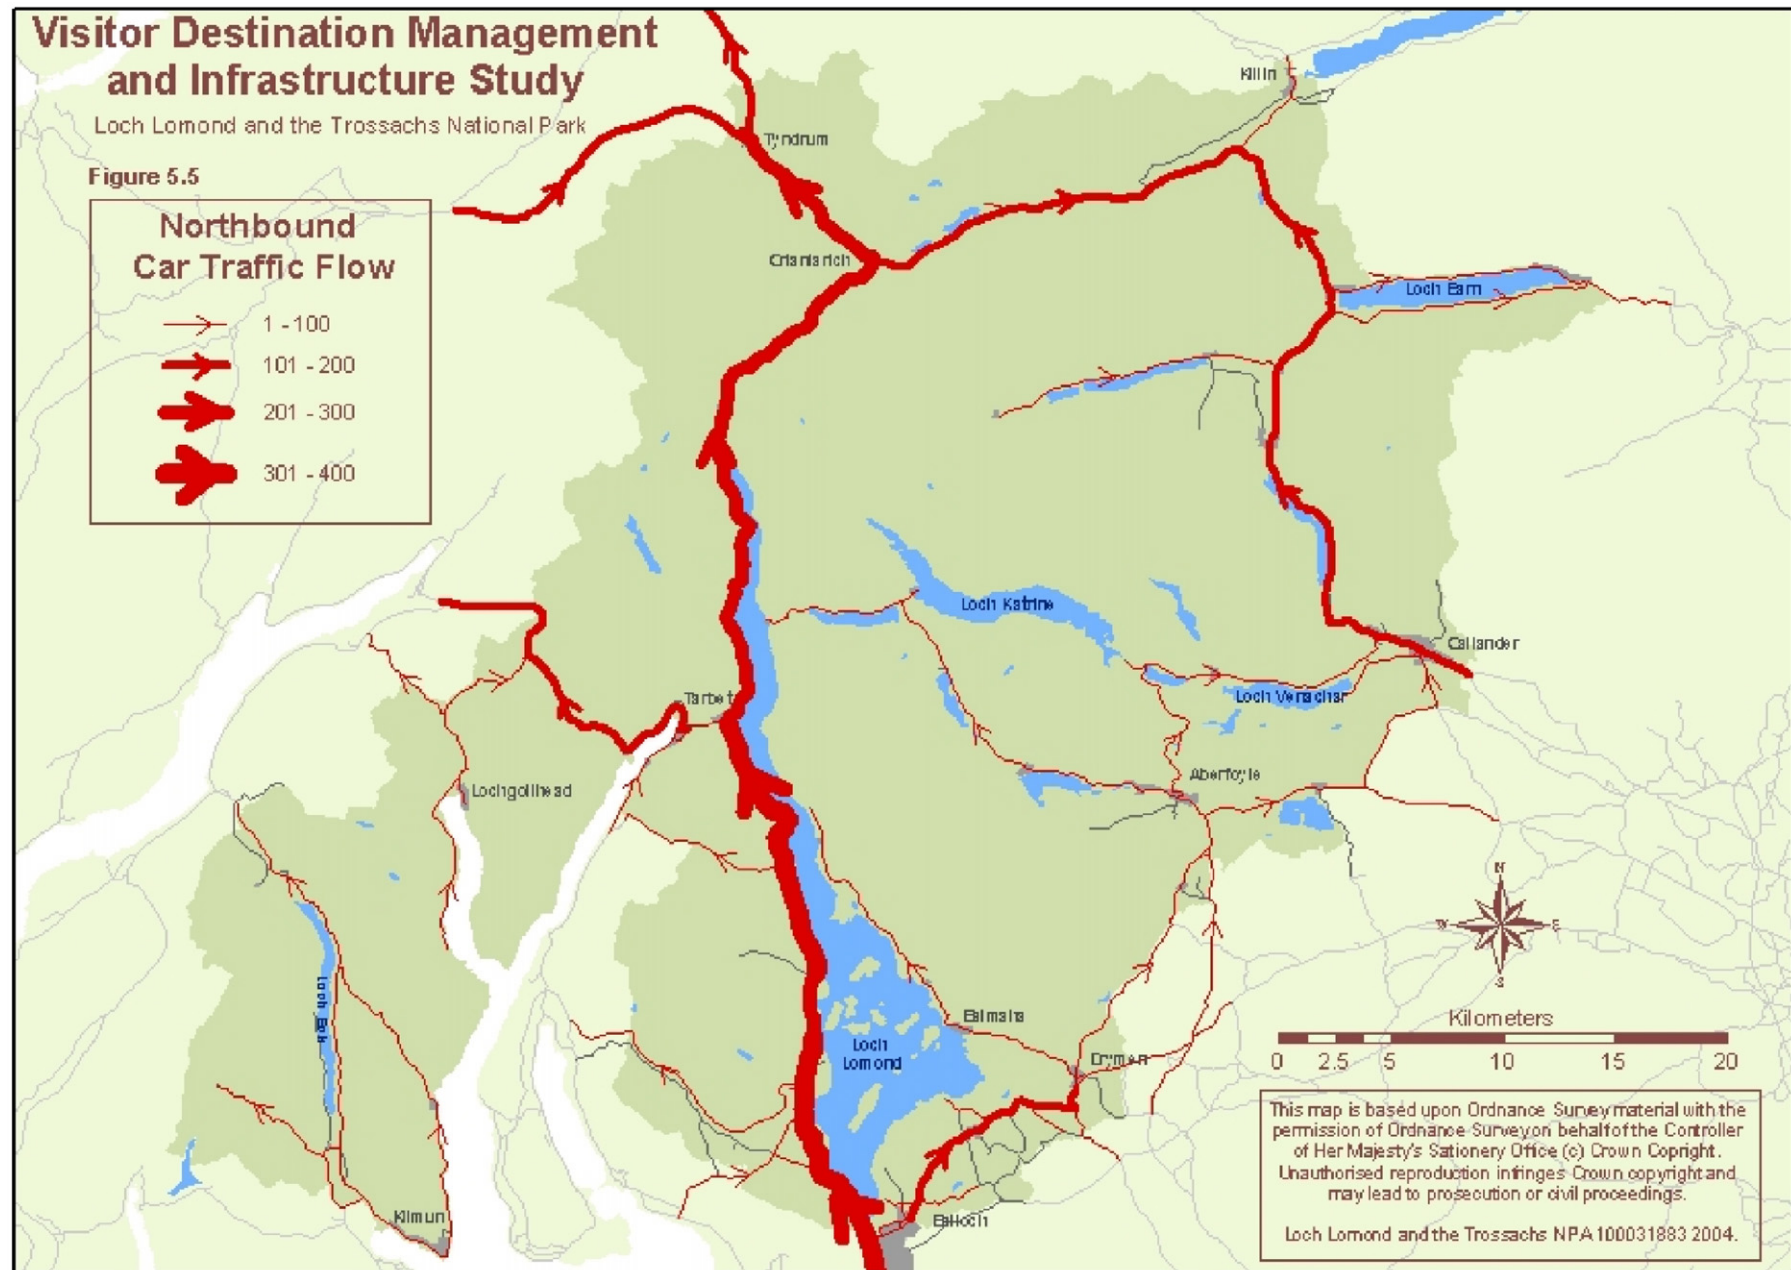 Visitor Destination Management
and Infrastructure Study
Loch Lomond and the Trossachs National Park
Figure 5.5
Northbound
Car Traffic Flow
1 - 100
101 - 200
201 - 300
301 - 400
Killin
Tyndrum
Crianlarich
Loch Earn
Loch Katrine
Callander
Tarbet
Loch Venachar
Aberfoyle
Lochgoilhead
N
W
E
S
Loch Eck
Balmaha
Loch
Lomond
Drymen
Kilmun
Balloch
Kilometers
0 2.5 5 10 15 20
This map is based upon Ordnance Survey material with the
permission of Ordnance Survey on behalf of the Controller
of Her Majesty's Sationery Office (c) Crown Copright.
Unauthorised reproduction infringes Crown copyright and
may lead to prosecution or civil proceedings.
Loch Lomond and the Trossachs NPA 100031883 2004.